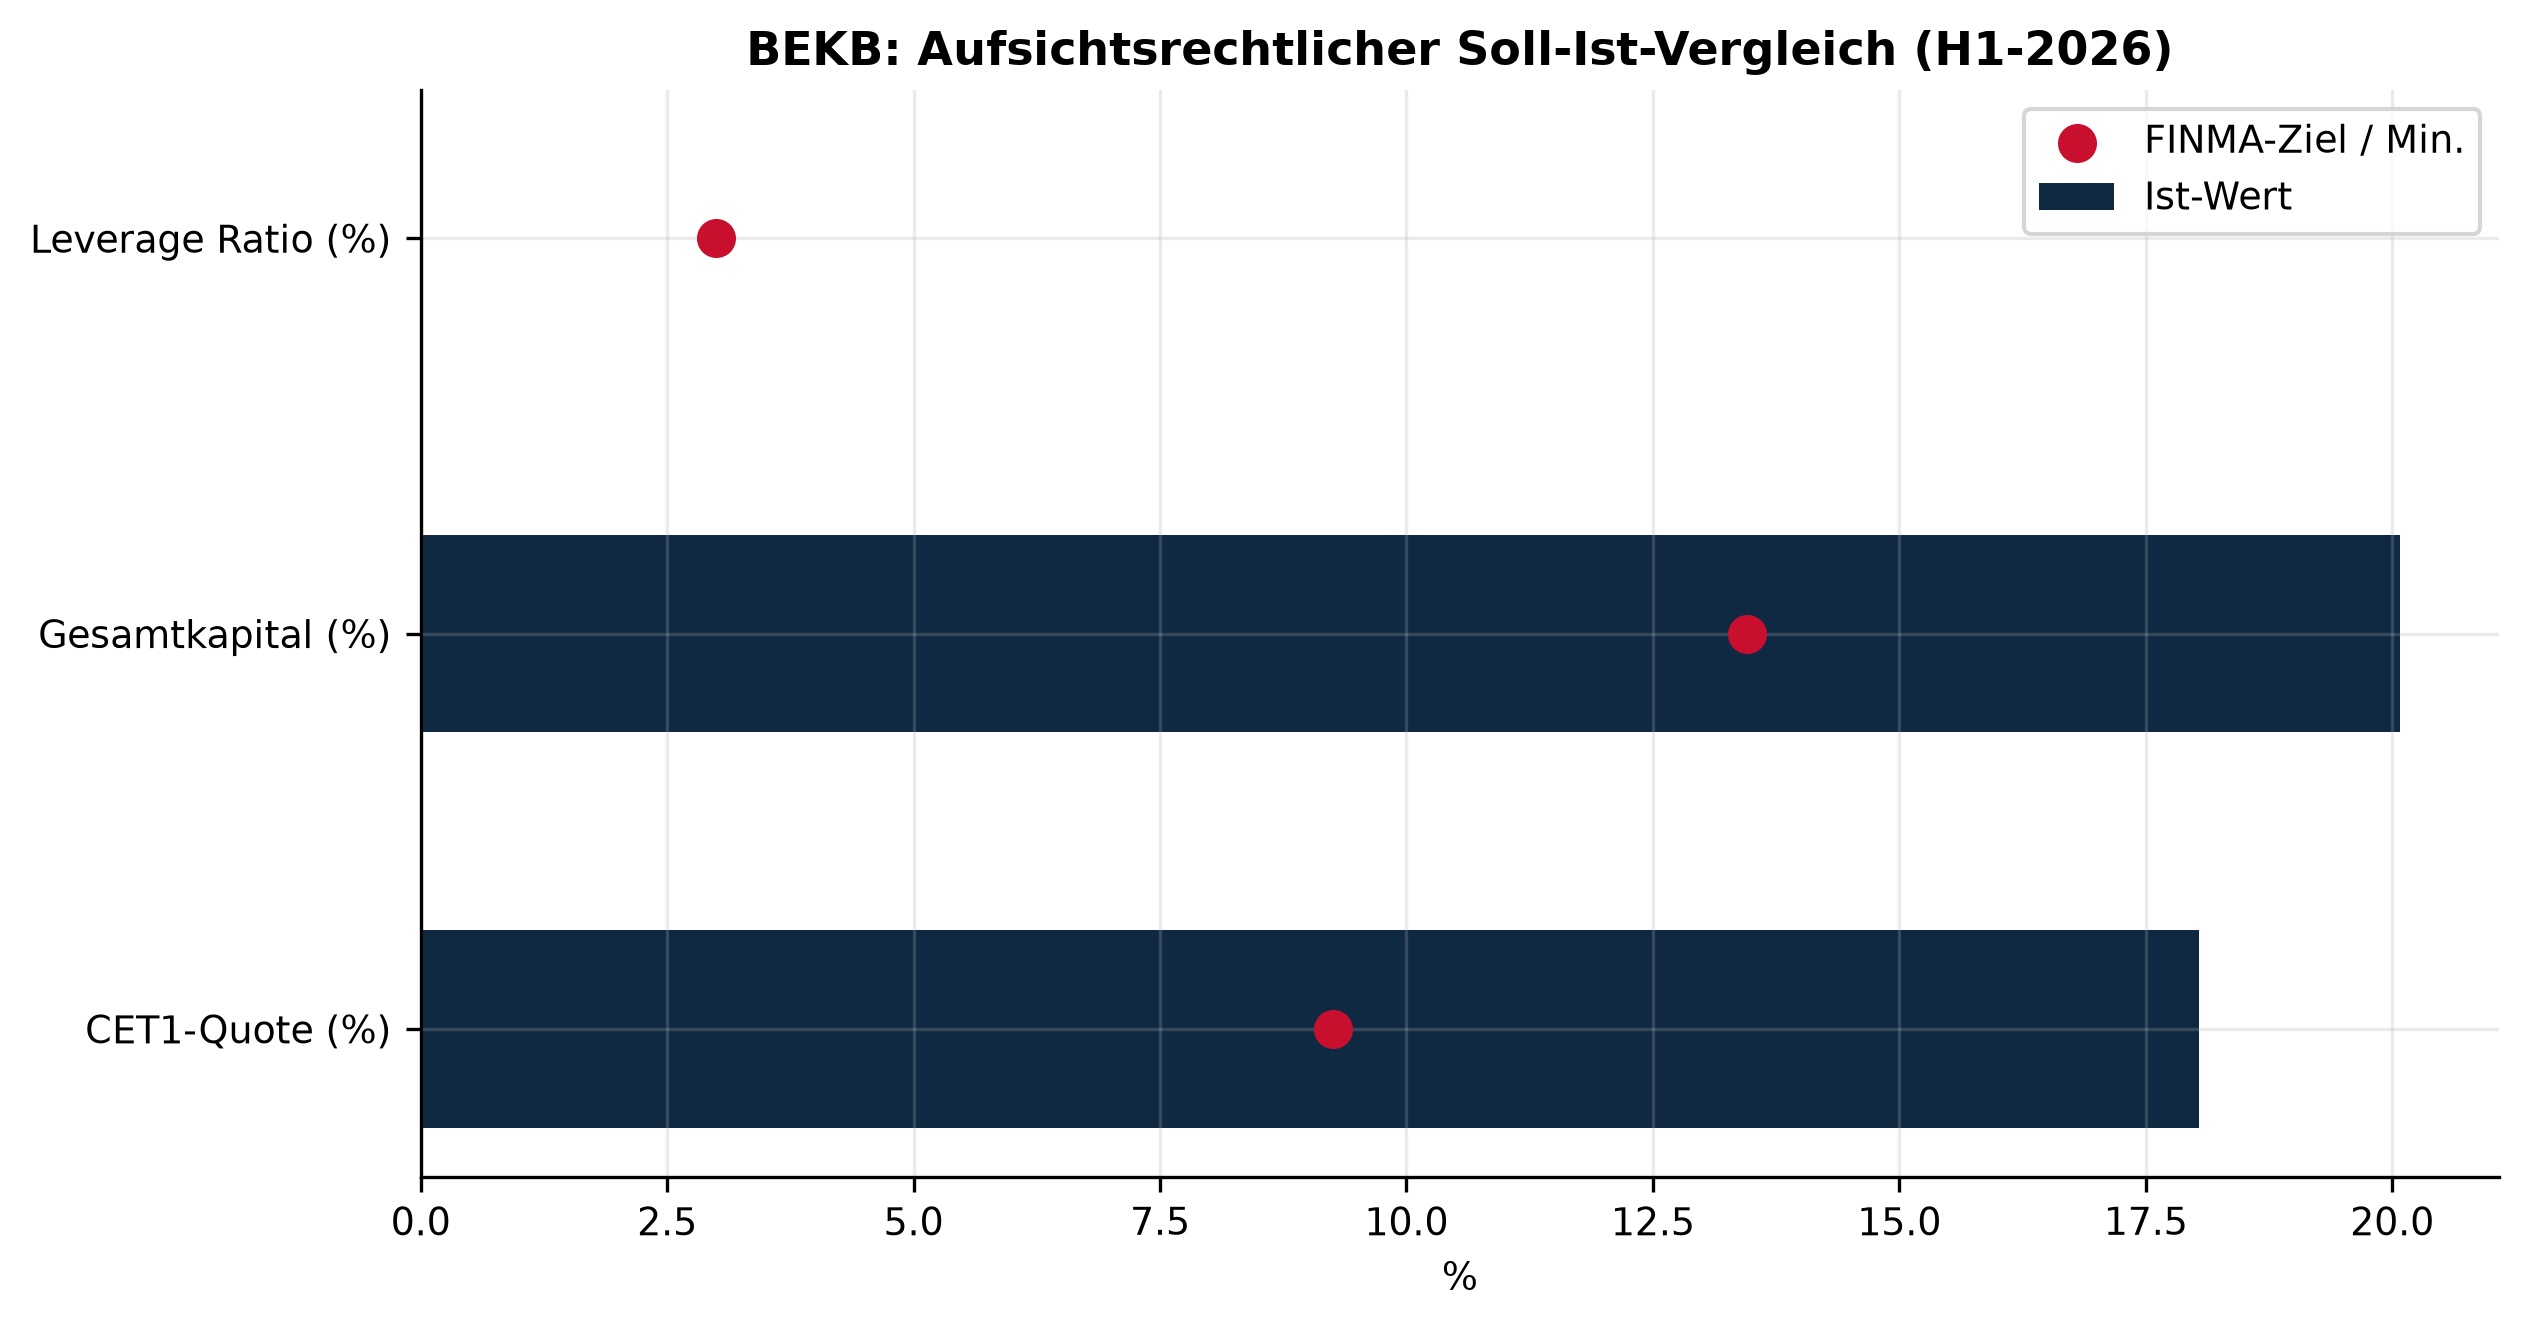 BEKB: Aufsichtsrechtlicher Soll-Ist-Vergleich (H1-2026)
FINMA-Ziel / Min.
Ist-Wert
Leverage Ratio (%)
Gesamtkapital (%)
CET1-Quote (%)
0.0 2.5 5.0 7.5 10.0 12.5 15.0 17.5 20.0
%